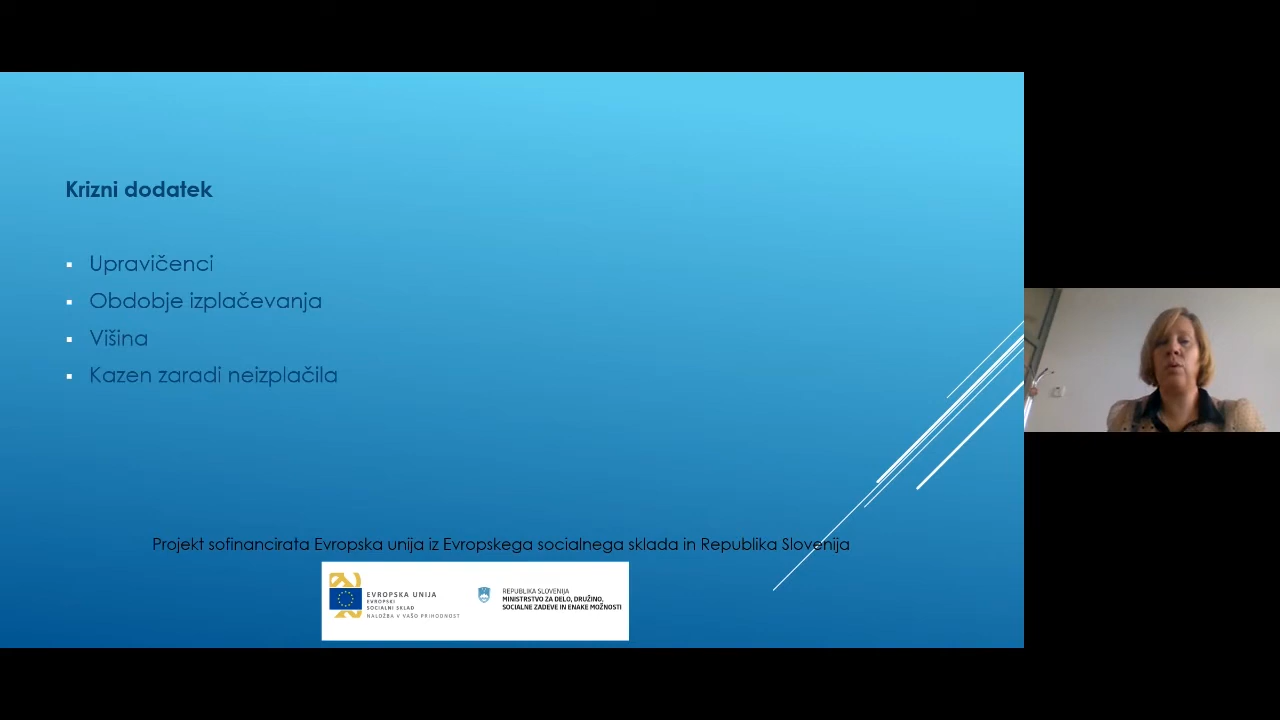 Krizni dodatek
Upravičenci
Obdobje izplačevanja
Višina
Kazen zaradi neizplačila
Projekt sofinancirata Evropska unija iz Evropskega socialnega sklada in Republika Slovenija
EVROPSKA UNIJA
EVROPSKI
SOCIALNI SKLAD
NALOŽBA V VAŠO PRIHODNOST
REPUBLIKA SLOVENIJA
MINISTRSTVO ZA DELO, DRUŽINO,
SOCIALNE ZADEVE IN ENAKE MOŽNOSTI